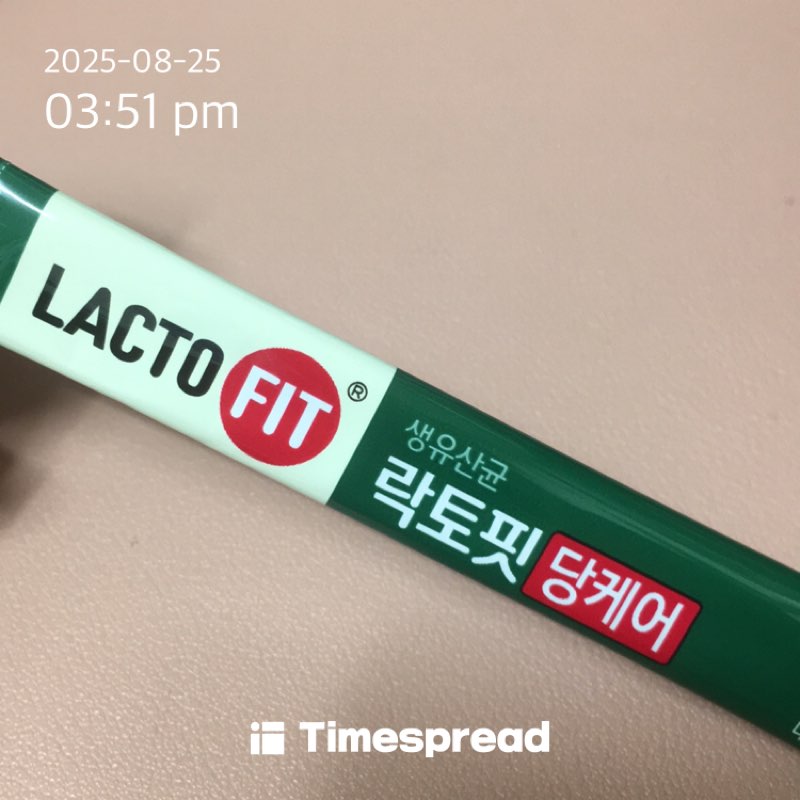 2025-08-25
03:51 pm
LACTO FIT®
생유산균
락토핏 당케어
Timespread